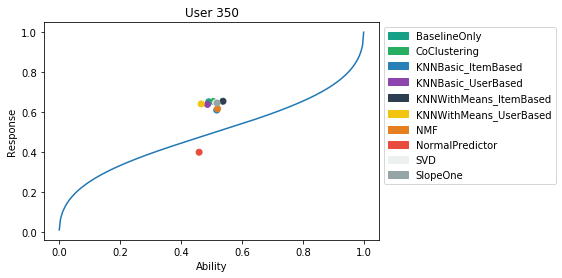 User 350
1.0
0.8
0.6
0.4
0.2
0.0
Response
0.0 0.2 0.4 0.6 0.8 1.0
Ability
BaselineOnly
CoClustering
KNNBasic_ItemBased
KNNBasic_UserBased
KNNWithMeans_ItemBased
KNNWithMeans_UserBased
NMF
NormalPredictor
SVD
SlopeOne